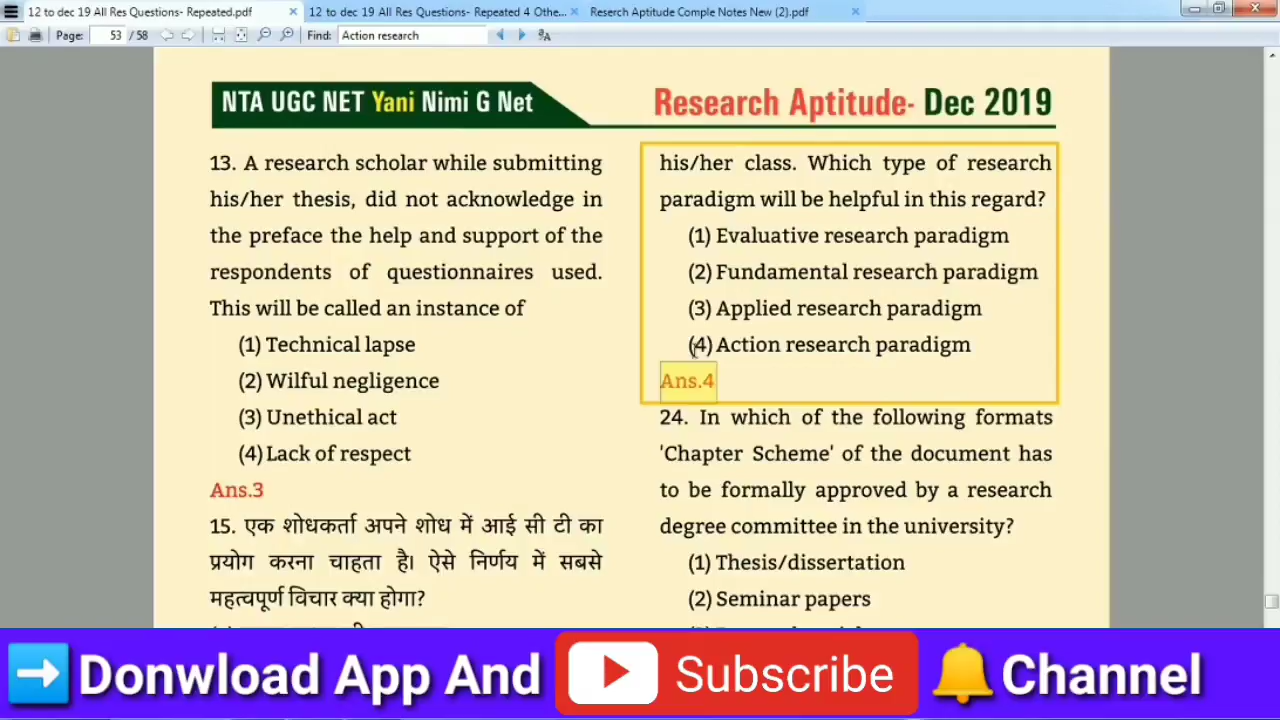 12 to dec 19 All Res Questions- Repeated.pdf
12 to dec 19 All Res Questions- Repeated 4 Othe...
Reserch Aptitude Comple Notes New (2).pdf
Page: 53 / 58
Find: Action research
NTA UGC NET Yani Nimi G Net
Research Aptitude- Dec 2019
13. A research scholar while submitting
his/her thesis, did not acknowledge in
the preface the help and support of the
respondents of questionnaires used.
This will be called an instance of
(1) Technical lapse
(2) Wilful negligence
(3) Unethical act
(4) Lack of respect
Ans.3
15. एक शोधकर्ता अपने शोध में आई सी टी का
प्रयोग करना चाहता है। ऐसे निर्णय में सबसे
महत्वपूर्ण विचार क्या होगा?
his/her class. Which type of research
paradigm will be helpful in this regard?
(1) Evaluative research paradigm
(2) Fundamental research paradigm
(3) Applied research paradigm
(4) Action research paradigm
Ans.4
24. In which of the following formats
'Chapter Scheme' of the document has
to be formally approved by a research
degree committee in the university?
(1) Thesis/dissertation
(2) Seminar papers
Donwload App And Subscribe Channel